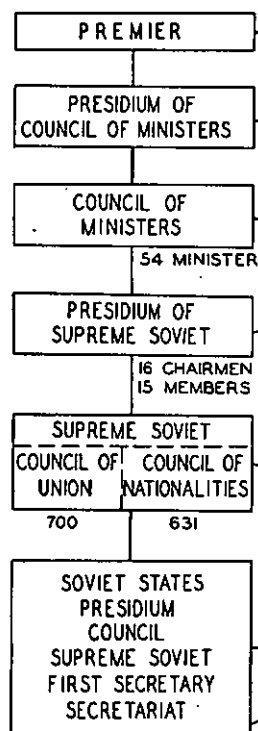 PREMIER
PRESIDIUM OF
COUNCIL OF MINISTERS
COUNCIL OF
MINISTERS
54 MINISTER
PRESIDIUM OF
SUPREME SOVIET
16 CHAIRMEN
15 MEMBERS
SUPREME SOVIET
COUNCIL OF
UNION
COUNCIL OF
NATIONALITIES
700
631
SOVIET STATES
PRESIDIUM
COUNCIL
SUPREME SOVIET
FIRST SECRETARY
SECRETARIAT